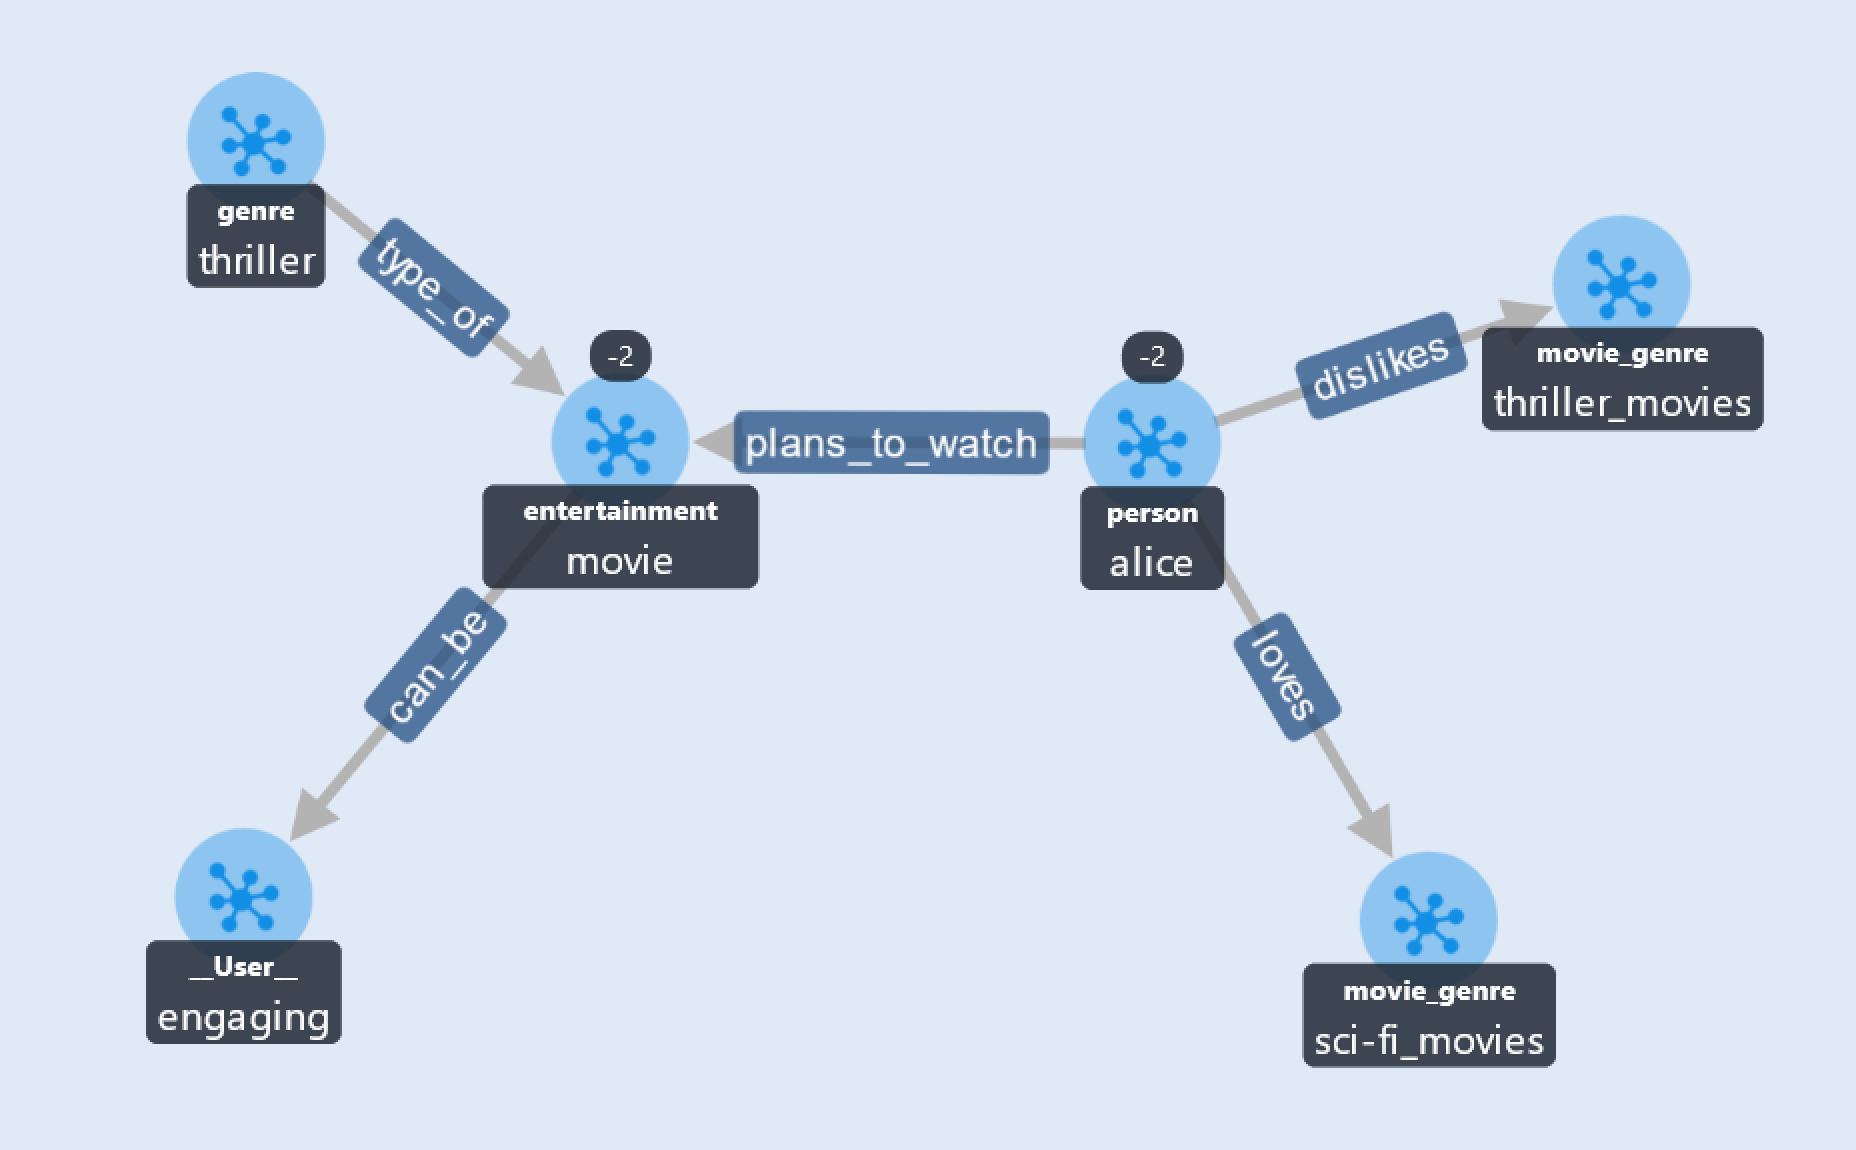 genre
thriller
type_of
-2
entertainment
movie
plans_to_watch
-2
person
alice
dislikes
movie_genre
thriller_movies
can_be
loves
__User__
engaging
movie_genre
sci-fi_movies